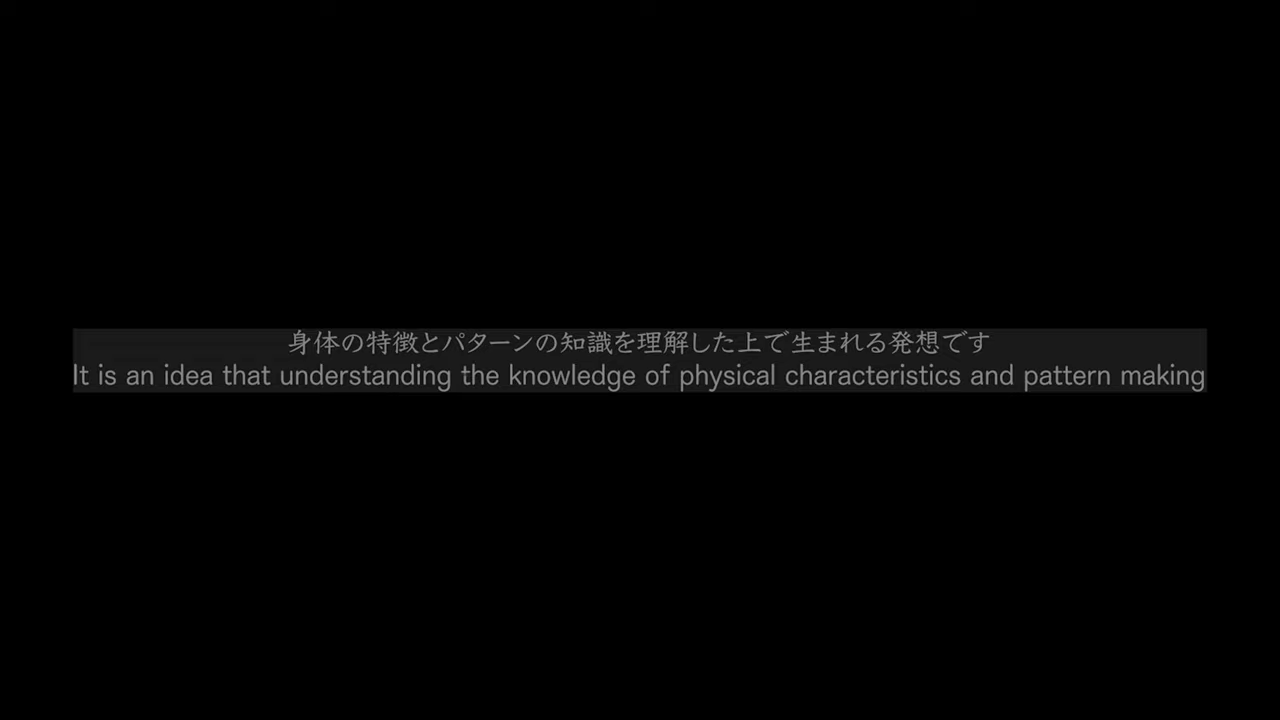 身体の特徴とパターンの知識を理解した上で生まれる発想です
It is an idea that understanding the knowledge of physical characteristics and pattern making